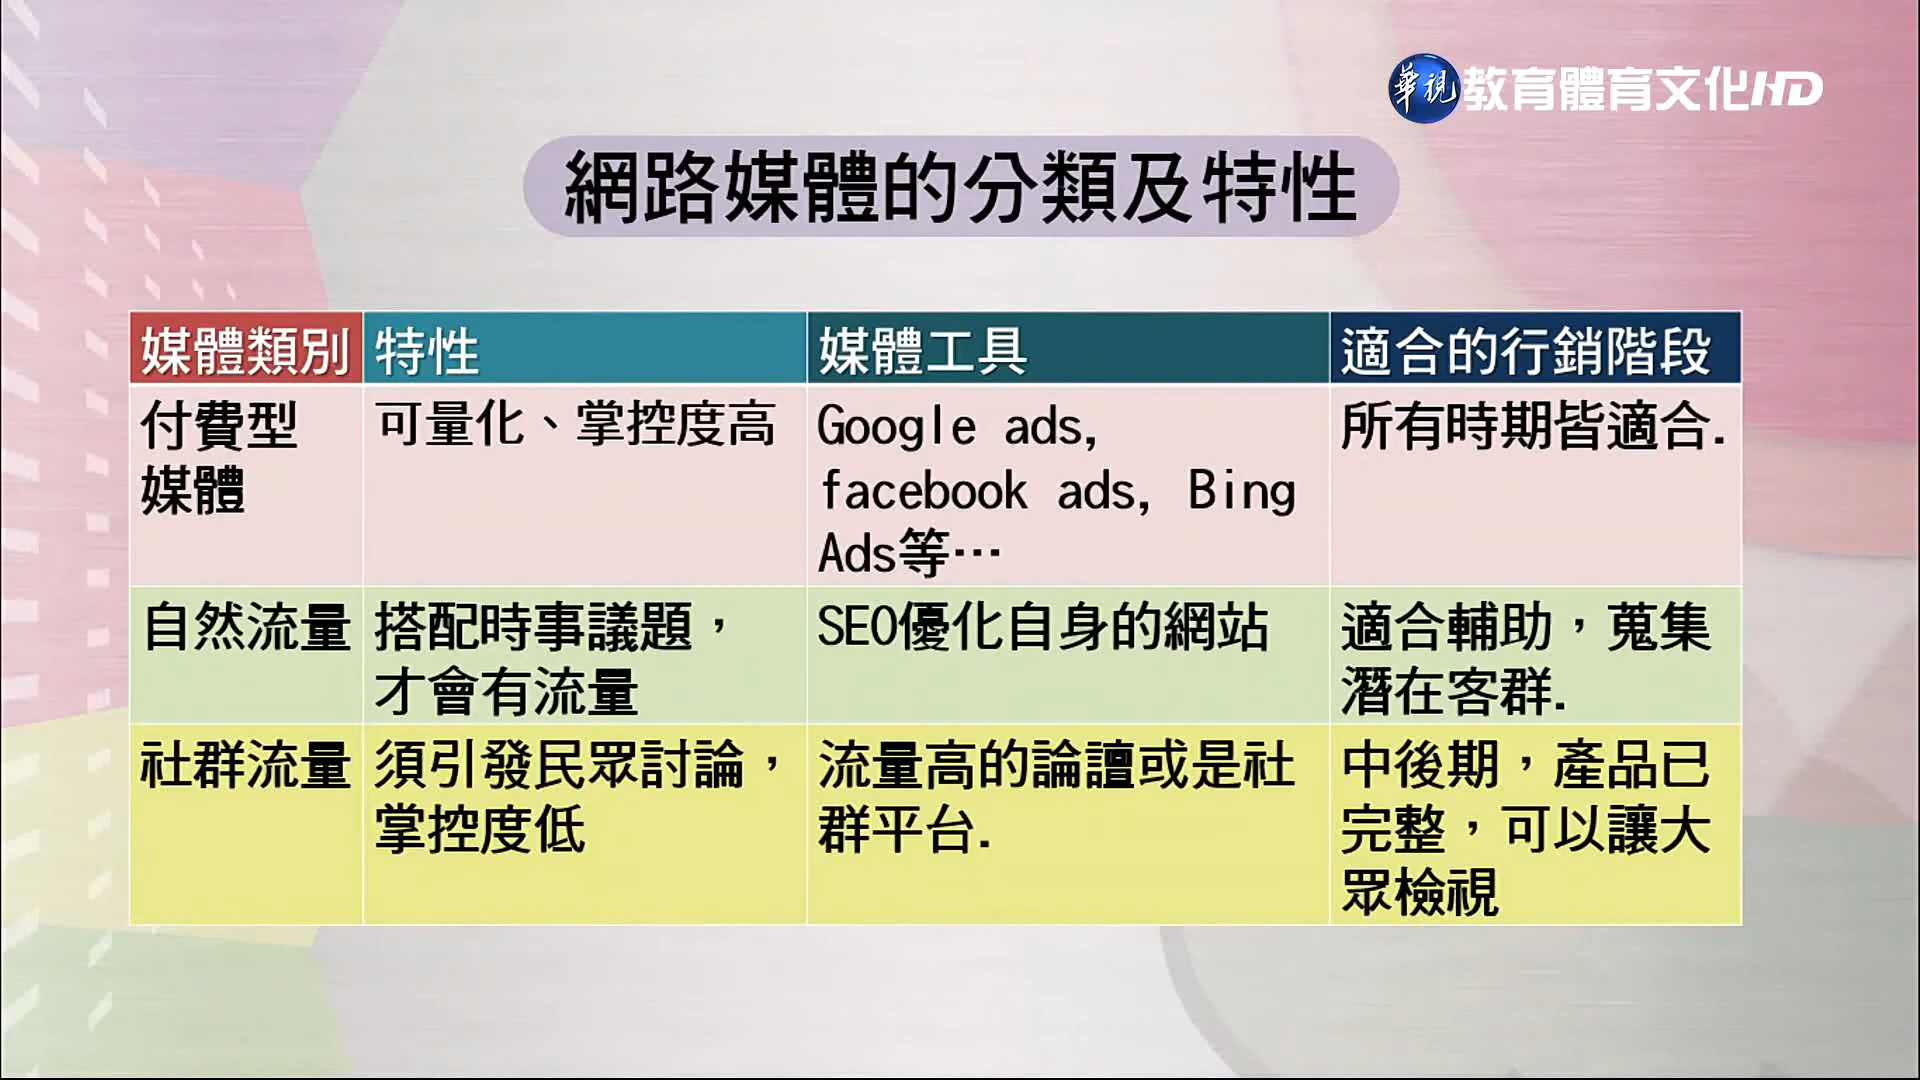 華視 教育體育文化HD
網路媒體的分類及特性
媒體類別 特性 媒體工具 適合的行銷階段
付費型
媒體
可量化、掌控度高
Google ads,
facebook ads, Bing
Ads等…
所有時期皆適合.
自然流量
搭配時事議題，
才會有流量
SEO優化自身的網站
適合輔助，蒐集
潛在客群.
社群流量
須引發民眾討論，
掌控度低
流量高的論譠或是社
群平台.
中後期，產品已
完整，可以讓大
眾檢視